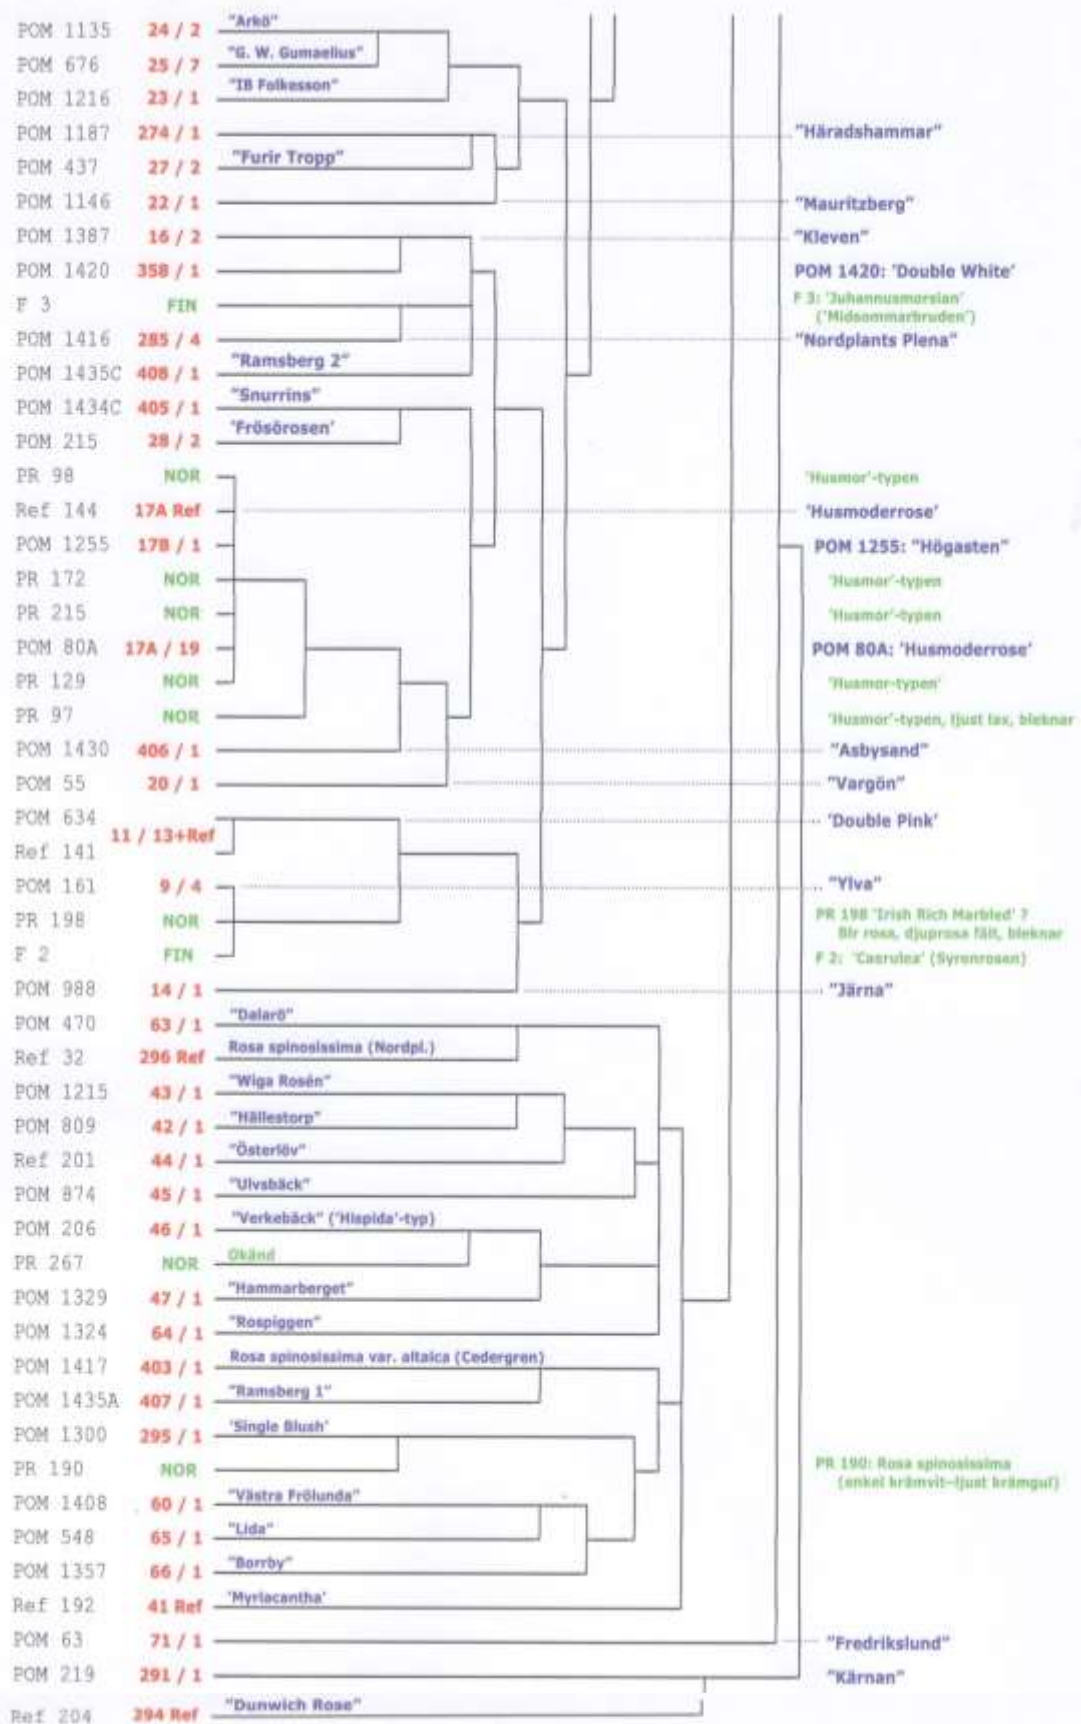 POM 1135 24 / 2 "Arkö"
POM 676 25 / 7 "G. W. Gumaelius"
POM 1216 23 / 1 "IB Folkesson"
POM 1187 274 / 1 "Häradshammar"
POM 437 27 / 2 "Furir Tropp"
POM 1146 22 / 1 "Mauritzberg"
POM 1387 16 / 2 "Kleven"
POM 1420 358 / 1 POM 1420: 'Double White'
F 3 FIN F 3: 'Juhannusmorsian'
('Midsommarbruden')
POM 1416 285 / 4 "Nordplants Plena"
POM 1435C 408 / 1 "Ramsberg 2"
POM 1434C 405 / 1 "Snurrins"
POM 215 28 / 2 'Frösörosen'
PR 98 NOR 'Husmor'-typen
Ref 144 17A Ref 'Husmoderrose'
POM 1255 17B / 1 POM 1255: "Högasten"
PR 172 NOR 'Husmor'-typen
PR 215 NOR 'Husmor'-typen
POM 80A 17A / 19 POM 80A: 'Husmoderrose'
PR 129 NOR 'Husmor-typen'
PR 97 NOR 'Husmor'-typen, ljust lax, bleknar
POM 1430 406 / 1 "Asbysand"
POM 55 20 / 1 "Vargön"
POM 634 'Double Pink'
11 / 13+Ref
Ref 141
POM 161 9 / 4 "Ylva"
PR 198 NOR PR 198 'Irish Rich Marbled' ?
Blr rosa, djuprosa fält, bleknar
F 2 FIN F 2: 'Caerulea' (Syrenrosen)
POM 988 14 / 1 "Järna"
POM 470 63 / 1 "Dalarö"
Ref 32 296 Ref Rosa spinosissima (Nordpl.)
POM 1215 43 / 1 "Wiga Rosén"
POM 809 42 / 1 "Hällestorp"
Ref 201 44 / 1 "Österlöv"
POM 874 45 / 1 "Ulvsbäck"
POM 206 46 / 1 "Verkebäck" ('Hispida'-typ)
PR 267 NOR Okänd
POM 1329 47 / 1 "Hammarberget"
POM 1324 64 / 1 "Rospiggen"
POM 1417 403 / 1 Rosa spinosissima var. altaica (Cedergren)
POM 1435A 407 / 1 "Ramsberg 1"
POM 1300 295 / 1 'Single Blush'
PR 190 NOR PR 190: Rosa spinosissima
(enkel krämvit–ljust krämgul)
POM 1408 60 / 1 "Västra Frölunda"
POM 548 65 / 1 "Lida"
POM 1357 66 / 1 "Borrby"
Ref 192 41 Ref 'Myriacantha'
POM 63 71 / 1 "Fredrikslund"
POM 219 291 / 1 "Kärnan"
Ref 204 394 Ref "Dunwich Rose"